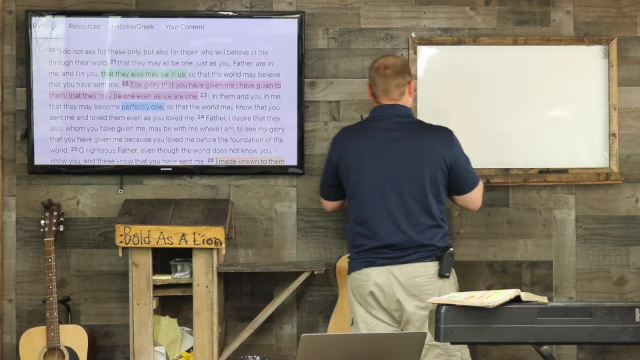 Resources Hebrew/Greek Your Content
20 "I do not ask for these only, but also for those who will believe in me
through their word, 21 that they may all be one, just as you, Father, are in
me, and I in you, that they also may be in us, so that the world may believe
that you have sent me. 22 The glory that you have given me I have given to
them, that they may be one even as we are one, 23 I in them and you in me,
that they may become perfectly one, so that the world may know that you
sent me and loved them even as you loved me. 24 Father, I desire that they
also, whom you have given me, may be with me where I am, to see my glory
that you have given me because you loved me before the foundation of the
world. 25 O righteous Father, even though the world does not know you, I
know you, and these know that you have sent me. 26 I made known to them
Bold As A Lion